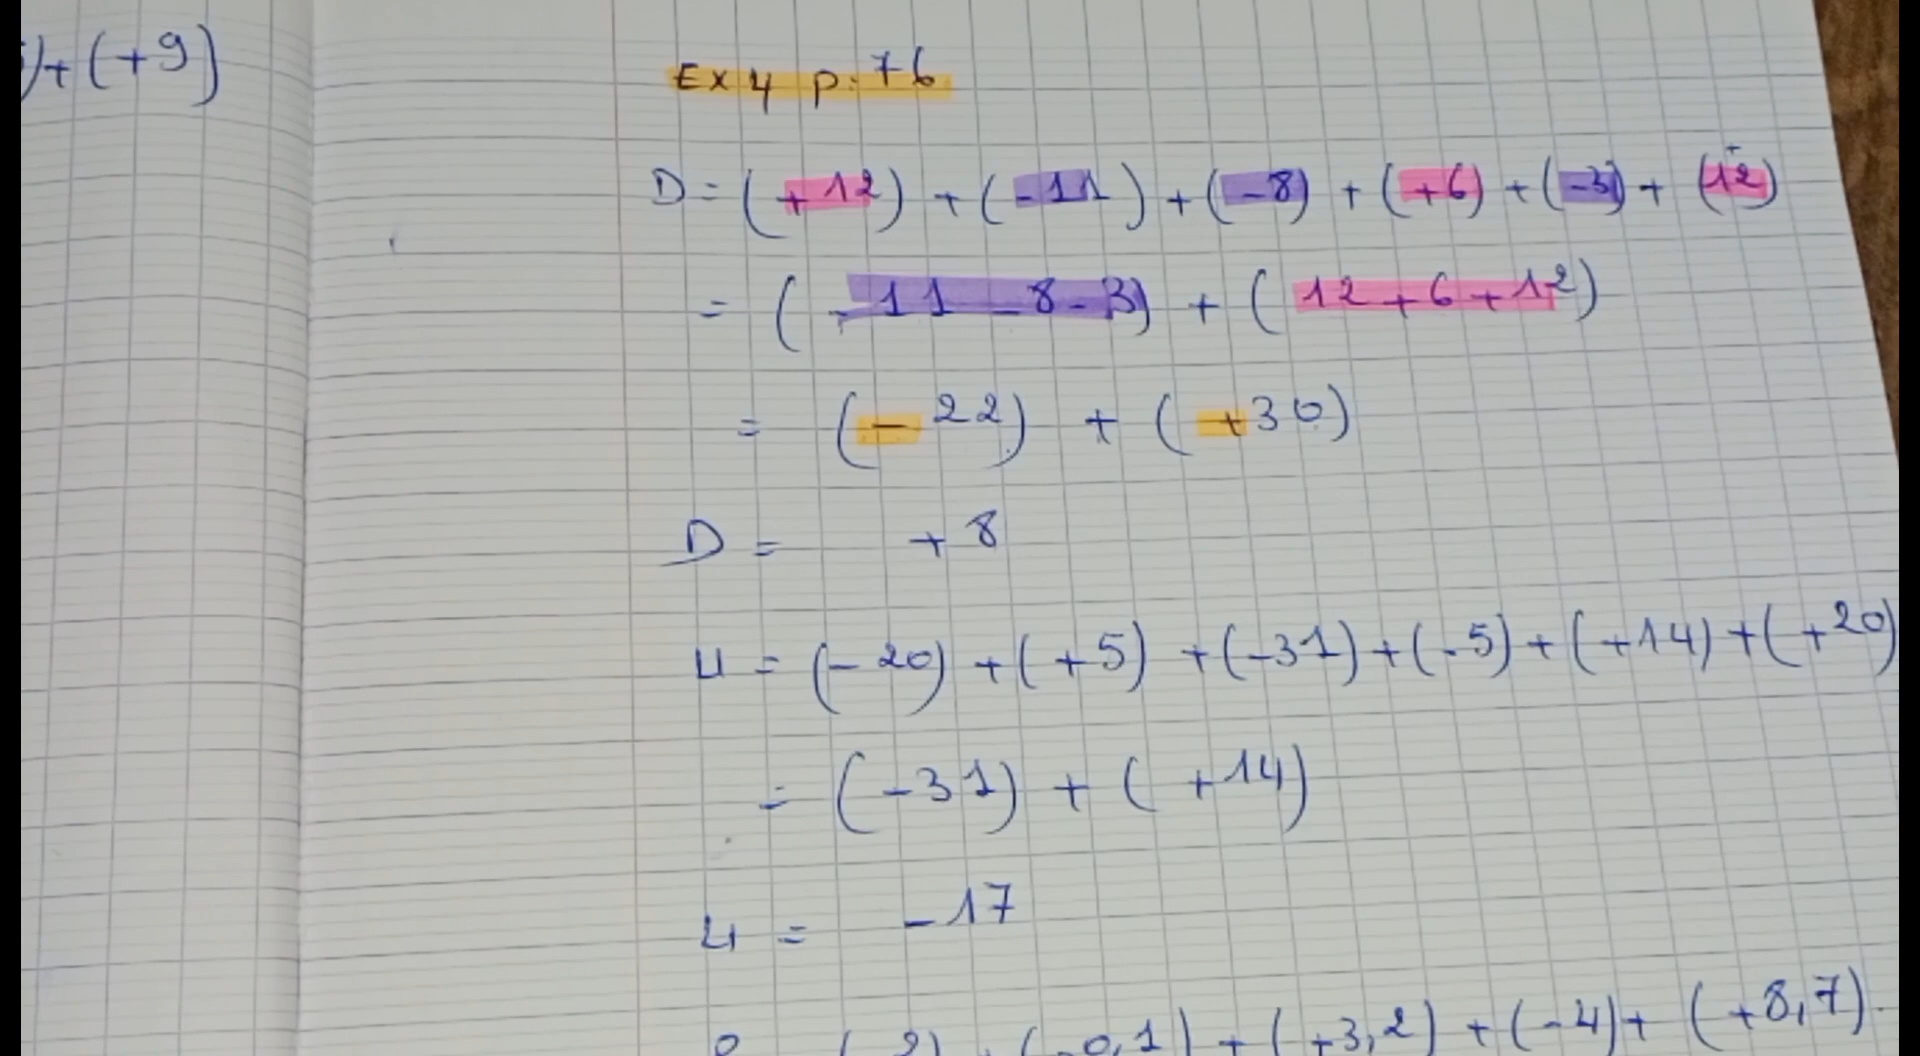 )+(+9)
Ex 4 p. 76
D = (+12) + (-11) + (-8) + (+6) + (-3) + (+12)
= (-11-8-3) + (12+6+12)
= (-22) + (+30)
D = +8
U = (-20) + (+5) + (-31) + (-5) + (+14) + (+20)
= (-31) + (+14)
U = -17
0,1) + (+3,2) + (-4) + (+8,7)